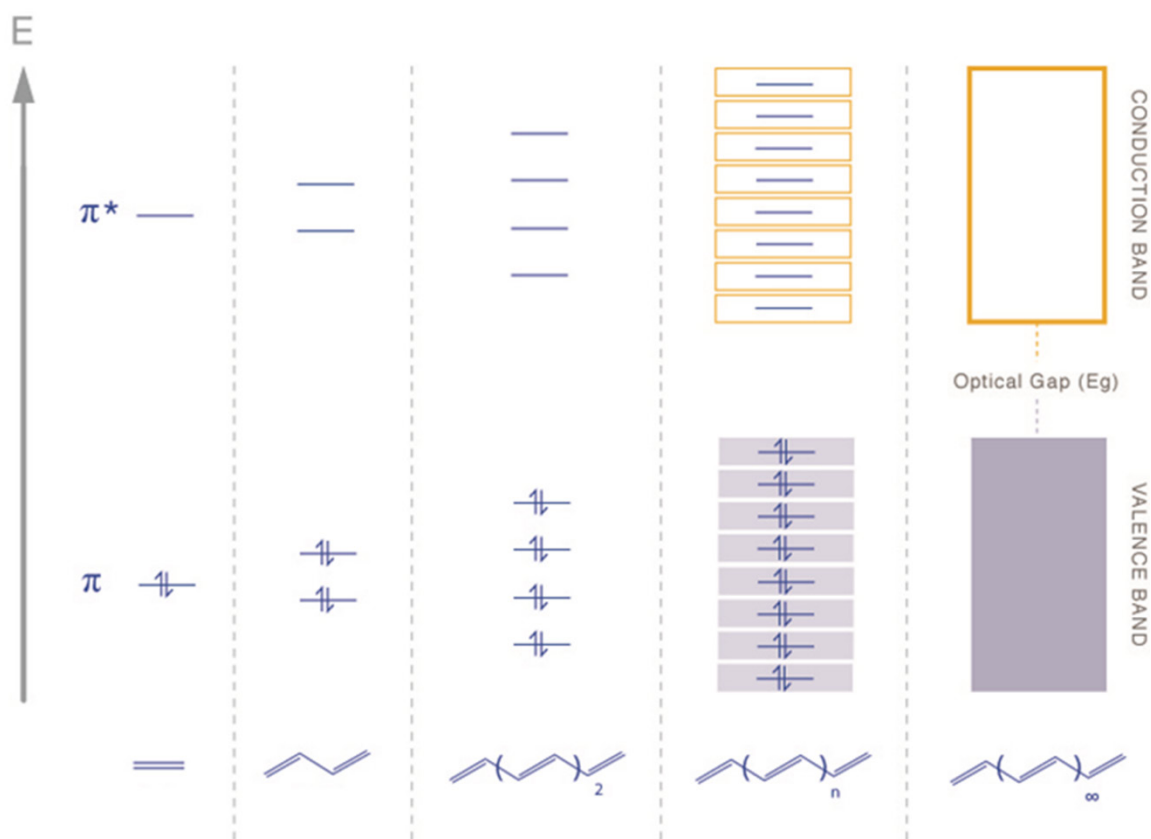 E
π*
π
CONDUCTION BAND
Optical Gap (Eg)
VALENCE BAND
2
n
∞